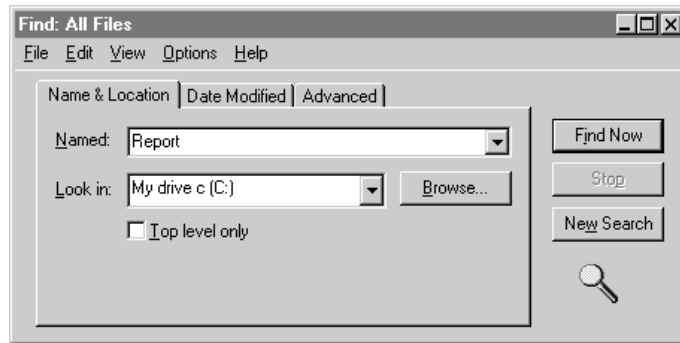 Find: All Files
File Edit View Options Help
Name & Location Date Modified Advanced
Named: Report Find Now
Look in: My drive c (C:) Browse... Stop
Top level only New Search